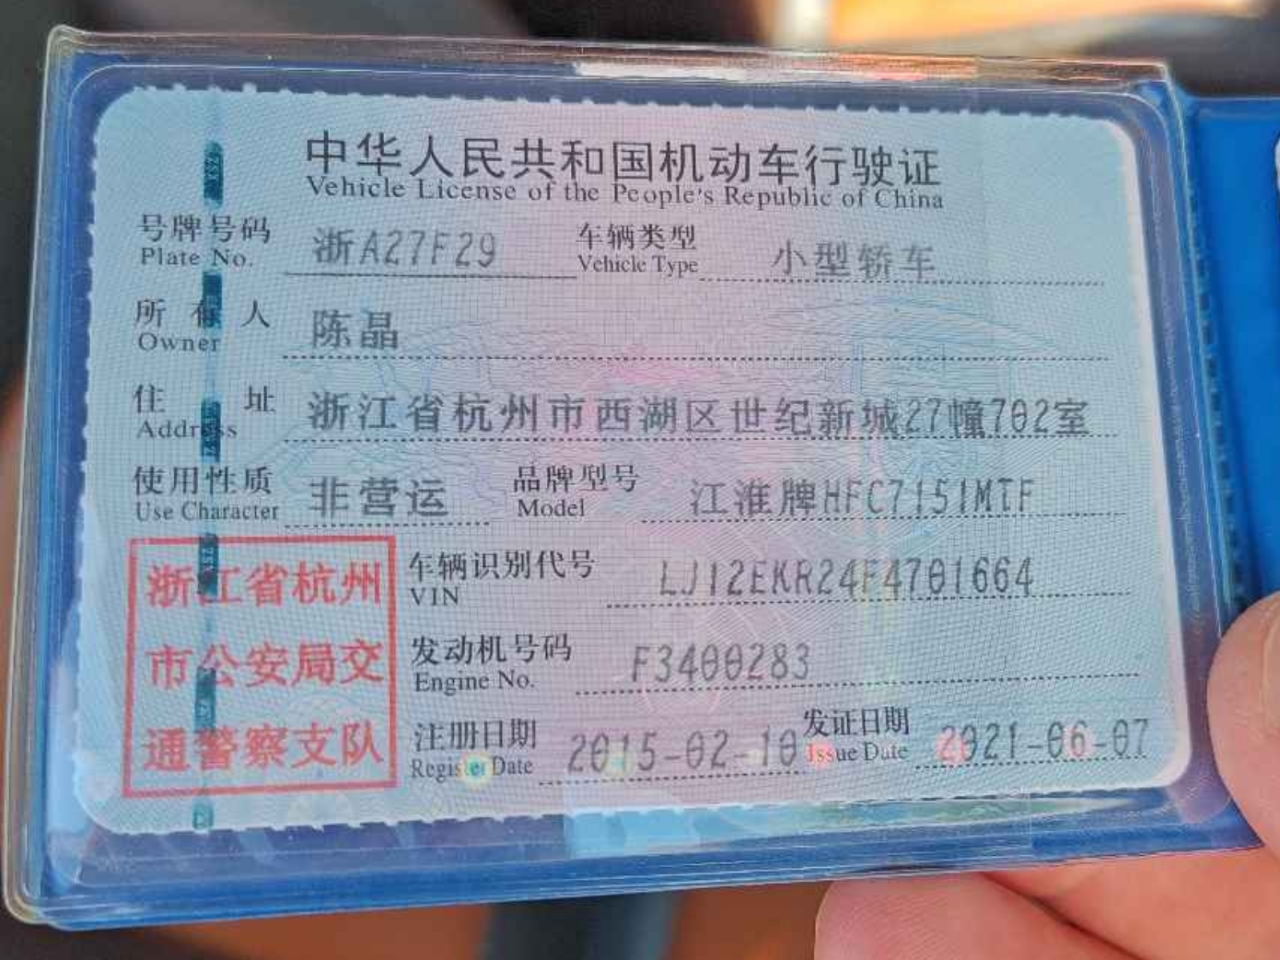 中华人民共和国机动车行驶证
Vehicle License of the People's Republic of China
号牌号码 浙A27F29 车辆类型 小型轿车
Plate No. Vehicle Type
所有人 陈晶
Owner
住址 浙江省杭州市西湖区世纪新城27幢702室
Address
使用性质 非营运 品牌型号 江淮牌HFC7151MTF
Use Character Model
浙江省杭州
市公安局交
通警察支队
车辆识别代号 LJ12EKR24F4701664
VIN
发动机号码 F3400283
Engine No.
注册日期 2015-02-10 发证日期 2021-06-07
Register Date Issue Date